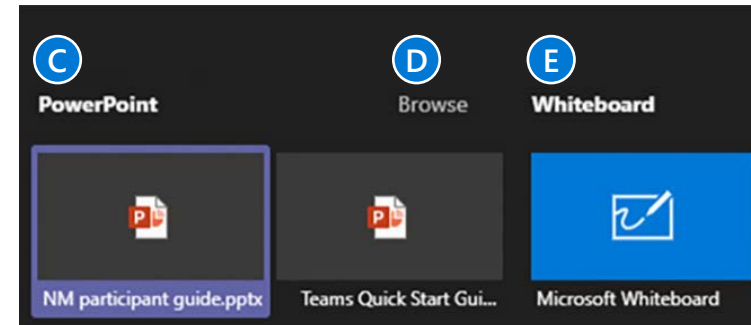 C D E
PowerPoint Browse Whiteboard
NM participant guide.pptx Teams Quick Start Gui... Microsoft Whiteboard